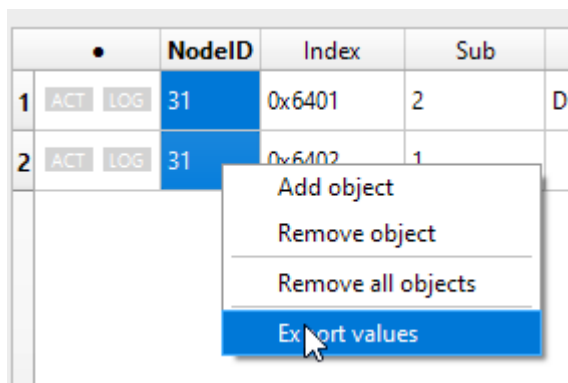 ● NodeID Index Sub
1 ACT LOG 31 0x6401 2 D
2 ACT LOG 31 0x6402 1
Add object
Remove object
Remove all objects
Export values